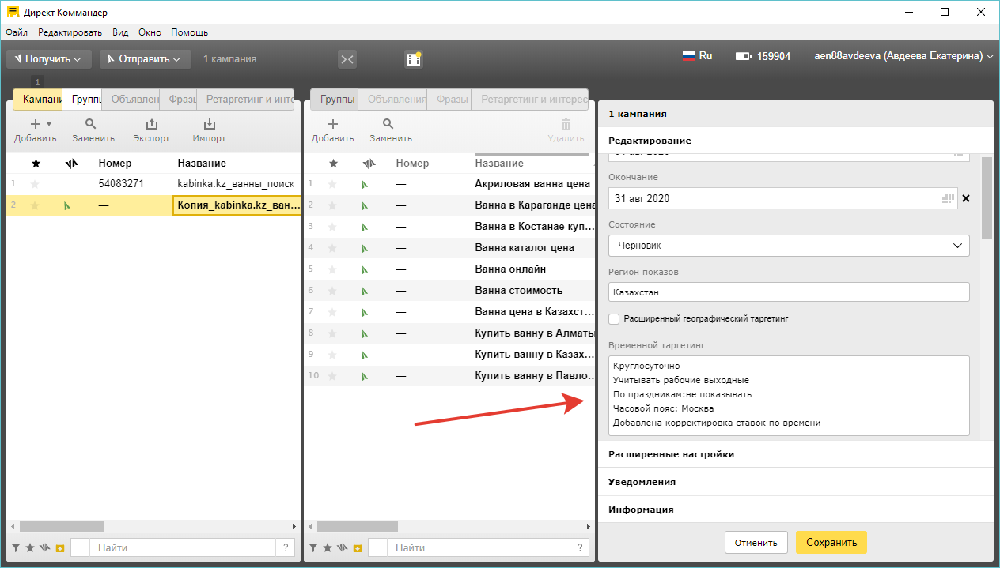 Директ Коммандер
Файл Редактировать Вид Окно Помощь
Получить Отправить 1 кампания Ru 159904 aen88avdeeva (Авдеева Екатерина)
1
Кампани Группы Объявлен Фразы Ретаргетинг и инте
Добавить Заменить Экспорт Импорт
Номер Название
1 54083271 kabinka.kz_ванны_поиск
2 — Копия_kabinka.kz_ван...
Найти ?
Группы Объявления Фразы Ретаргетинг и интерес
Добавить Заменить Удалить
Номер Название
1 — Акриловая ванна цена
2 — Ванна в Караганде цена
3 — Ванна в Костанае куп...
4 — Ванна каталог цена
5 — Ванна онлайн
6 — Ванна стоимость
7 — Ванна цена в Казахст...
8 — Купить ванну в Алматы
9 — Купить ванну в Казах...
10 — Купить ванну в Павло...
Найти ?
1 кампания
Редактирование
Окончание
31 авг 2020
Состояние
Черновик
Регион показов
Казахстан
Расширенный географический таргетинг
Временной таргетинг
Круглосуточно
Учитывать рабочие выходные
По праздникам:не показывать
Часовой пояс: Москва
Добавлена корректировка ставок по времени
Расширенные настройки
Уведомления
Информация
Отменить Сохранить